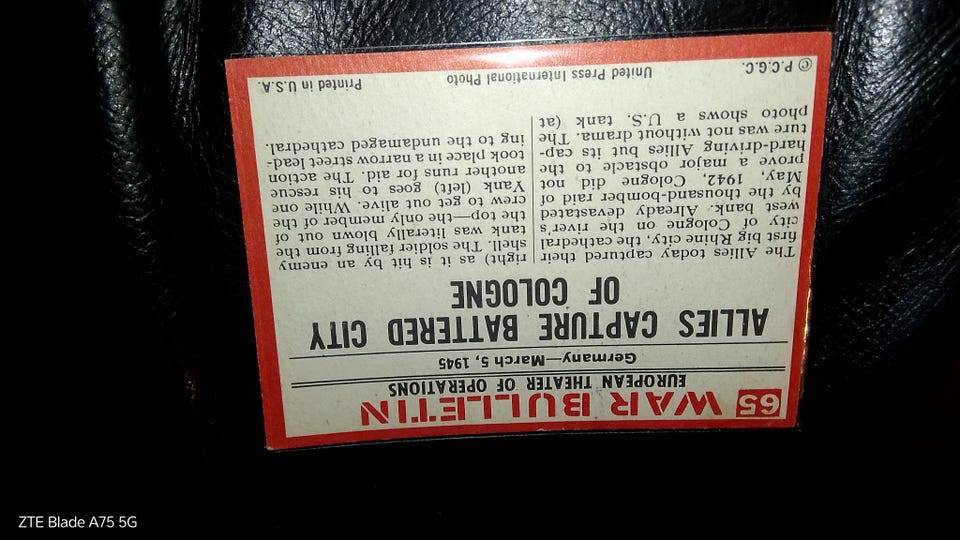 65 WAR BULLETIN
EUROPEAN THEATER OF OPERATIONS
Germany—March 5, 1945
ALLIES CAPTURE BATTERED CITY
OF COLOGNE
The Allies today captured their
first big Rhine city, the cathedral
city of Cologne on the river's
west bank. Already devastated
by the thousand-bomber raid of
May, 1942, Cologne did not
prove a major obstacle to the
hard-driving Allies but its cap-
ture was not without drama. The
photo shows a U.S. tank (at
right) as it is hit by an enemy
shell. The soldier falling from the
tank was literally blown out of
the top—the only member of the
crew to get out alive. While one
Yank (left) goes to his rescue
another runs for aid. The action
took place in a narrow street lead-
ing to the undamaged cathedral.
© P.C.G.C.
United Press International Photo
Printed in U.S.A.
ZTE Blade A75 5G